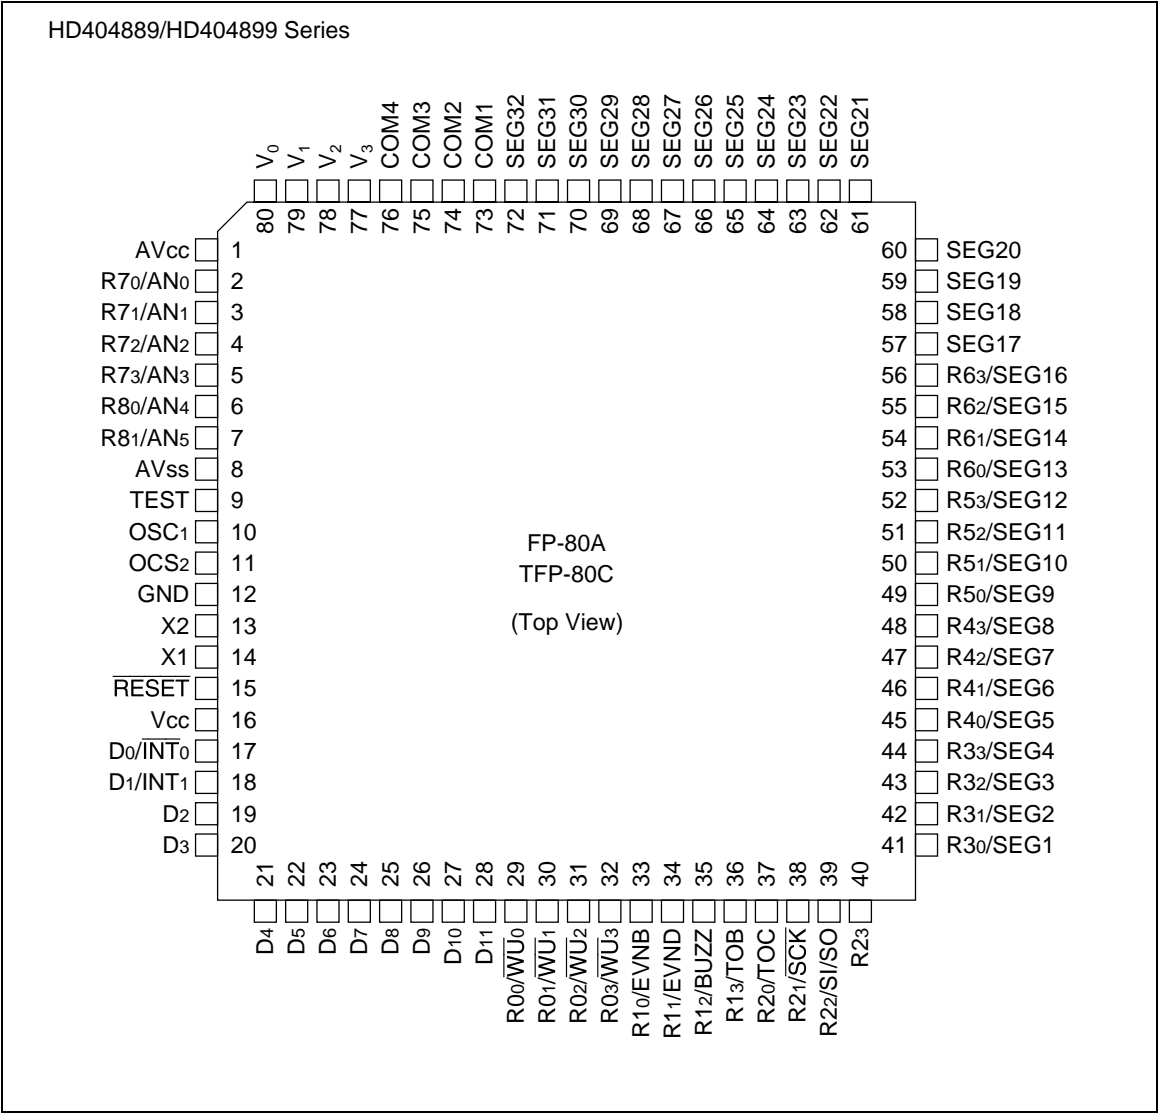 HD404889/HD404899 Series
V0
V1
V2
V3
COM4
COM3
COM2
COM1
SEG32
SEG31
SEG30
SEG29
SEG28
SEG27
SEG26
SEG25
SEG24
SEG23
SEG22
SEG21
80
79
78
77
76
75
74
73
72
71
70
69
68
67
66
65
64
63
62
61
AVcc 1
R70/AN0 2
R71/AN1 3
R72/AN2 4
R73/AN3 5
R80/AN4 6
R81/AN5 7
AVss 8
TEST 9
OSC1 10
OCS2 11
GND 12
X2 13
X1 14
RESET 15
Vcc 16
D0/INT0 17
D1/INT1 18
D2 19
D3 20
60 SEG20
59 SEG19
58 SEG18
57 SEG17
56 R63/SEG16
55 R62/SEG15
54 R61/SEG14
53 R60/SEG13
52 R53/SEG12
51 R52/SEG11
50 R51/SEG10
49 R50/SEG9
48 R43/SEG8
47 R42/SEG7
46 R41/SEG6
45 R40/SEG5
44 R33/SEG4
43 R32/SEG3
42 R31/SEG2
41 R30/SEG1
FP-80A
TFP-80C
(Top View)
21
22
23
24
25
26
27
28
29
30
31
32
33
34
35
36
37
38
39
40
D4
D5
D6
D7
D8
D9
D10
D11
R00/WU0
R01/WU1
R02/WU2
R03/WU3
R10/EVNB
R11/EVND
R12/BUZZ
R13/TOB
R20/TOC
R21/SCK
R22/SI/SO
R23